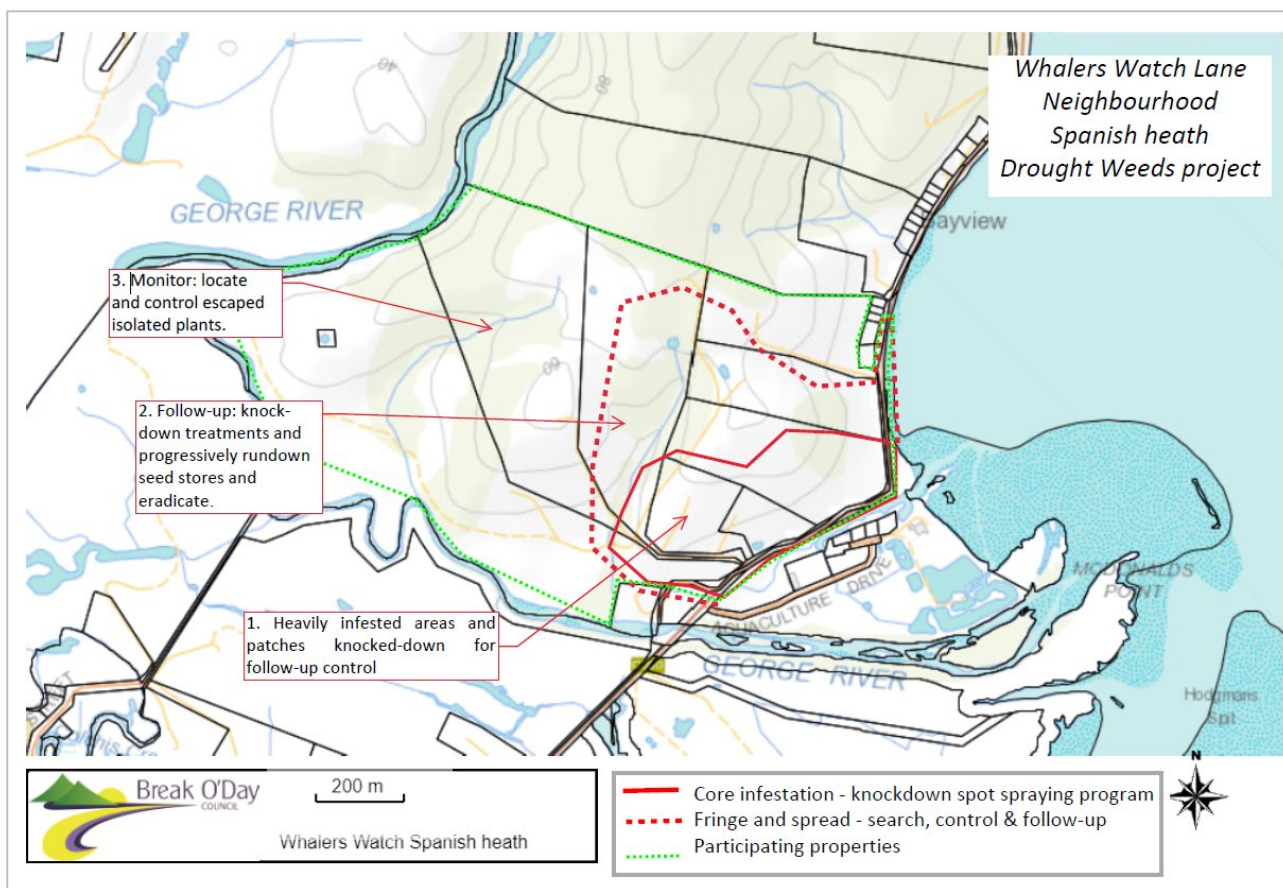 Whalers Watch Lane
Neighbourhood
Spanish heath
Drought Weeds project
40
80
GEORGE RIVER
Bayview
3. Monitor: locate
and control escaped
isolated plants.
60
2. Follow-up: knock-
down treatments and
progressively rundown
seed stores and
eradicate.
MCDONALDS
POINT
AQUACULTURE DRIVE
1. Heavily infested areas and
patches knocked-down for
follow-up control
GEORGE RIVER
Hodgmans
Spit
Break O'Day
COUNCIL
200 m
Whalers Watch Spanish heath
Core infestation - knockdown spot spraying program
Fringe and spread - search, control & follow-up
Participating properties
N